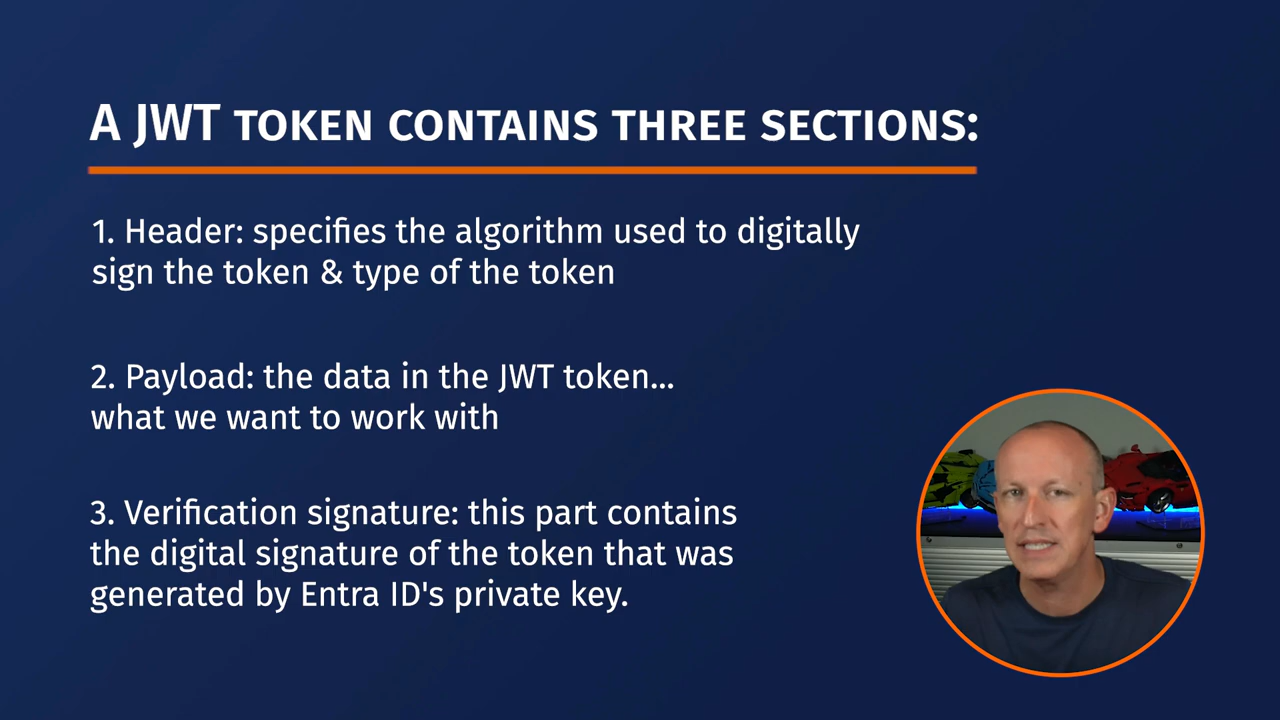 A JWT TOKEN CONTAINS THREE SECTIONS:
1. Header: specifies the algorithm used to digitally
sign the token & type of the token
2. Payload: the data in the JWT token...
what we want to work with
3. Verification signature: this part contains
the digital signature of the token that was
generated by Entra ID's private key.